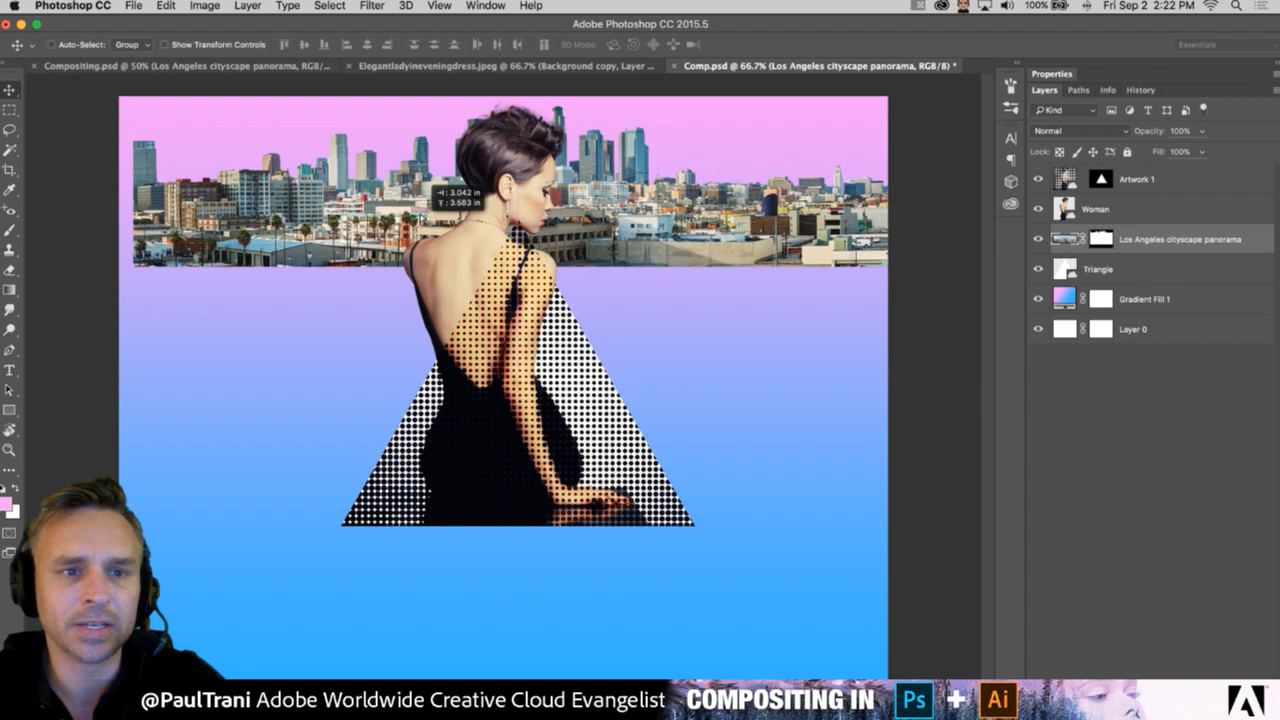 Photoshop CC File Edit Image Layer Type Select Filter 3D View Window Help 100% Fri Sep 2 2:22 PM
Adobe Photoshop CC 2015.5
Auto-Select: Group Show Transform Controls 3D Mode: Essentials
Compositing.psd @ 50% (Los Angeles cityscape panorama, RGB/... Elegantladyineveningdress.jpeg @ 66.7% (Background copy, Layer ... Comp.psd @ 66.7% (Los Angeles cityscape panorama, RGB/8) *
Properties
Layers Paths Info History
Kind
Normal Opacity: 100%
Lock: Fill: 100%
Artwork 1
Woman
Los Angeles cityscape panorama
Triangle
Gradient Fill 1
Layer 0
: 3.042 in
: 3.583 in
@PaulTrani Adobe Worldwide Creative Cloud Evangelist COMPOSITING IN Ps + Ai